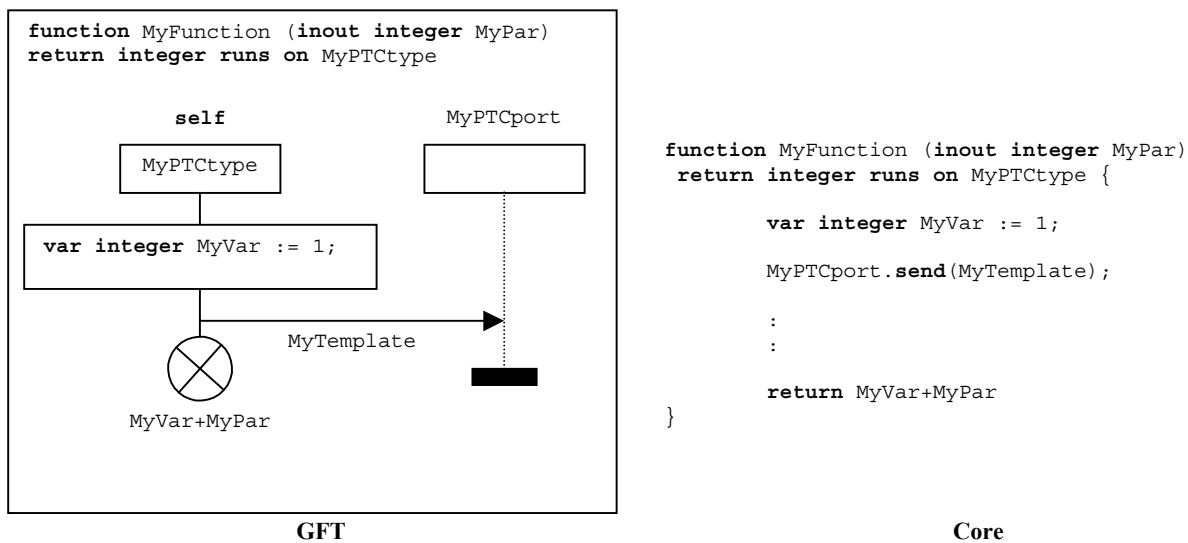 function MyFunction (inout integer MyPar)
return integer runs on MyPTCtype
self
MyPTCport
MyPTCtype
var integer MyVar := 1;
MyTemplate
MyVar+MyPar
GFT
function MyFunction (inout integer MyPar)
return integer runs on MyPTCtype {
var integer MyVar := 1;
MyPTCport.send(MyTemplate);
:
:
return MyVar+MyPar
}
Core